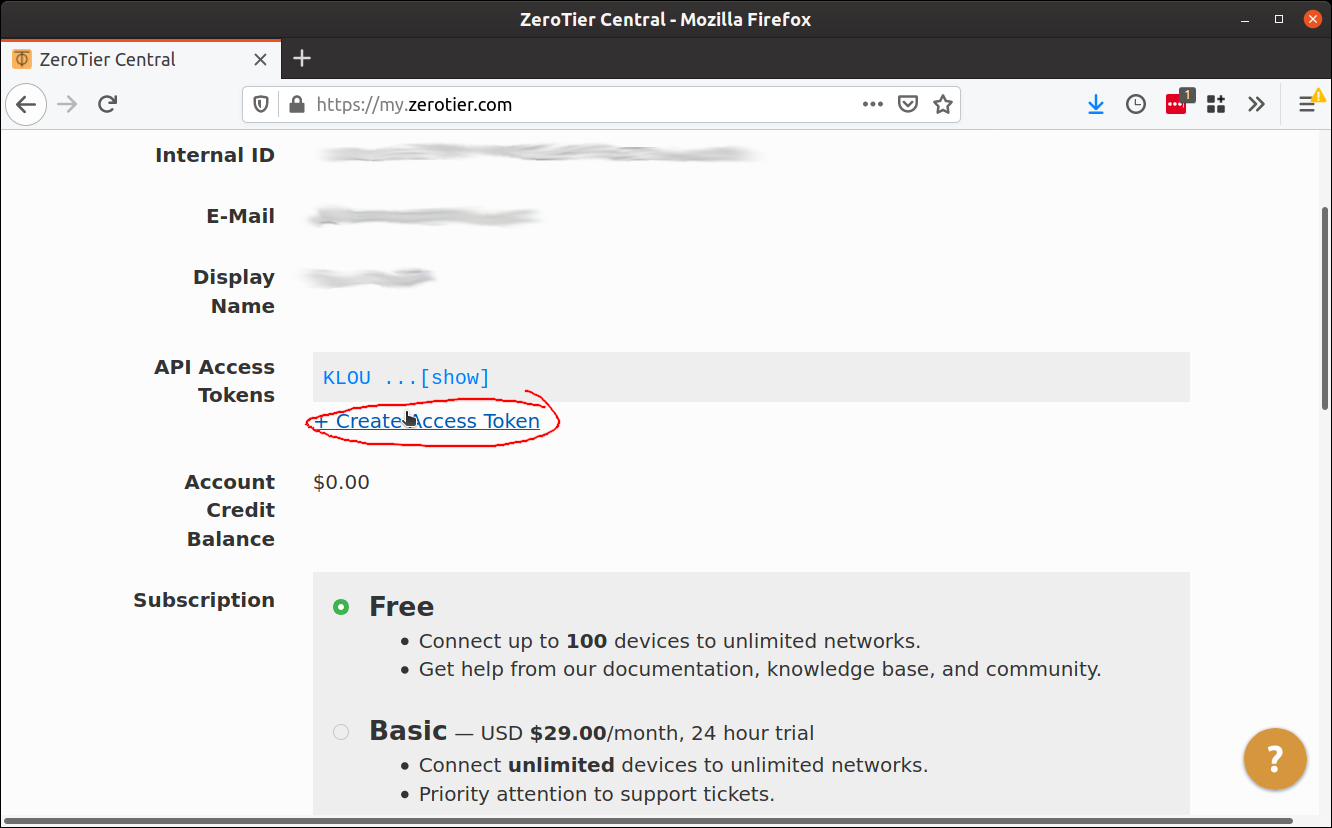 ZeroTier Central - Mozilla Firefox
ZeroTier Central
https://my.zerotier.com
1
Internal ID
E-Mail
Display
Name
API Access
Tokens
KLOU ...[show]
+ Create Access Token
Account
Credit
Balance
$0.00
Subscription
Free
• Connect up to 100 devices to unlimited networks.
• Get help from our documentation, knowledge base, and community.
Basic — USD $29.00/month, 24 hour trial
• Connect unlimited devices to unlimited networks.
• Priority attention to support tickets.
?